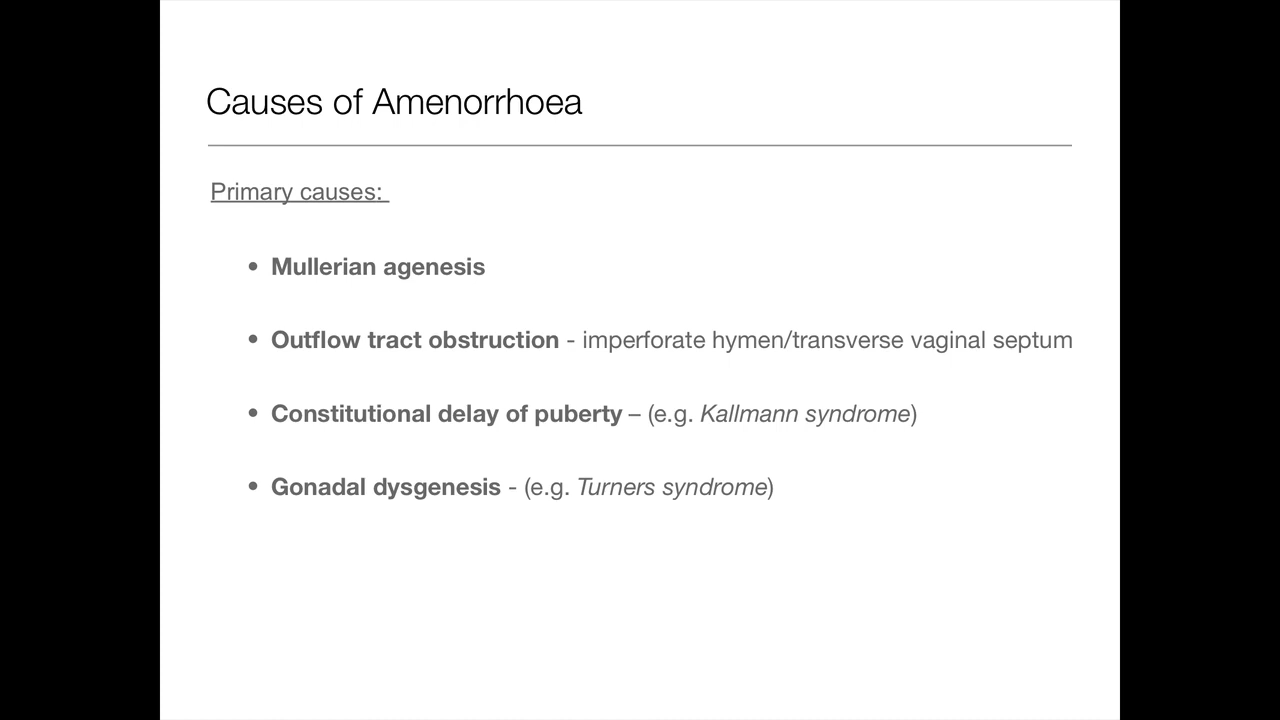 Causes of Amenorrhoea
Primary causes:
• Mullerian agenesis
• Outflow tract obstruction - imperforate hymen/transverse vaginal septum
• Constitutional delay of puberty – (e.g. Kallmann syndrome)
• Gonadal dysgenesis - (e.g. Turners syndrome)